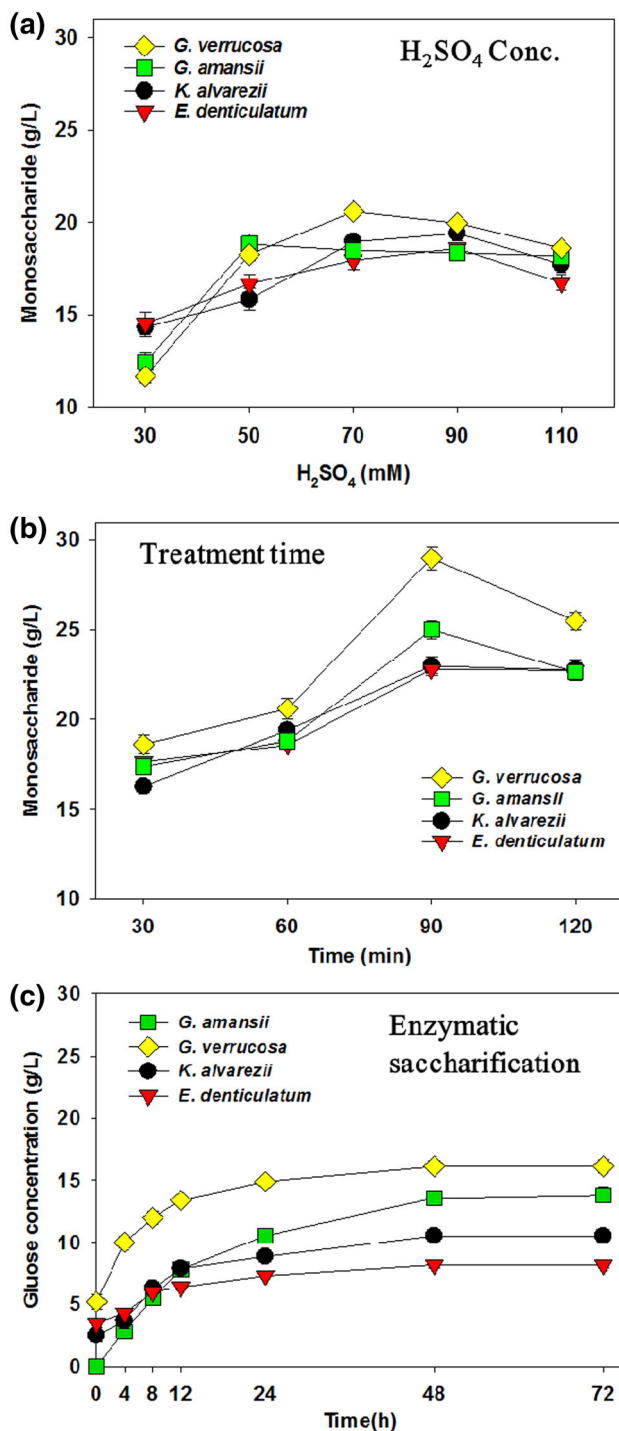 (a)
30
25
20
15
10
Monosaccharide (g/L)
G. verrucosa
G. amansii
K. alvarezii
E. denticulatum
H₂SO₄ Conc.
30 50 70 90 110
H₂SO₄ (mM)
(b)
30
25
20
15
10
Monosaccharide (g/L)
Treatment time
G. verrucosa
G. amansii
K. alvarezii
E. denticulatum
30 60 90 120
Time (min)
(c)
30
25
20
15
10
5
0
Gluose concentration (g/L)
G. amansii
G. verrucosa
K. alvarezii
E. denticulatum
Enzymatic
saccharification
0 4 8 12 24 48 72
Time(h)